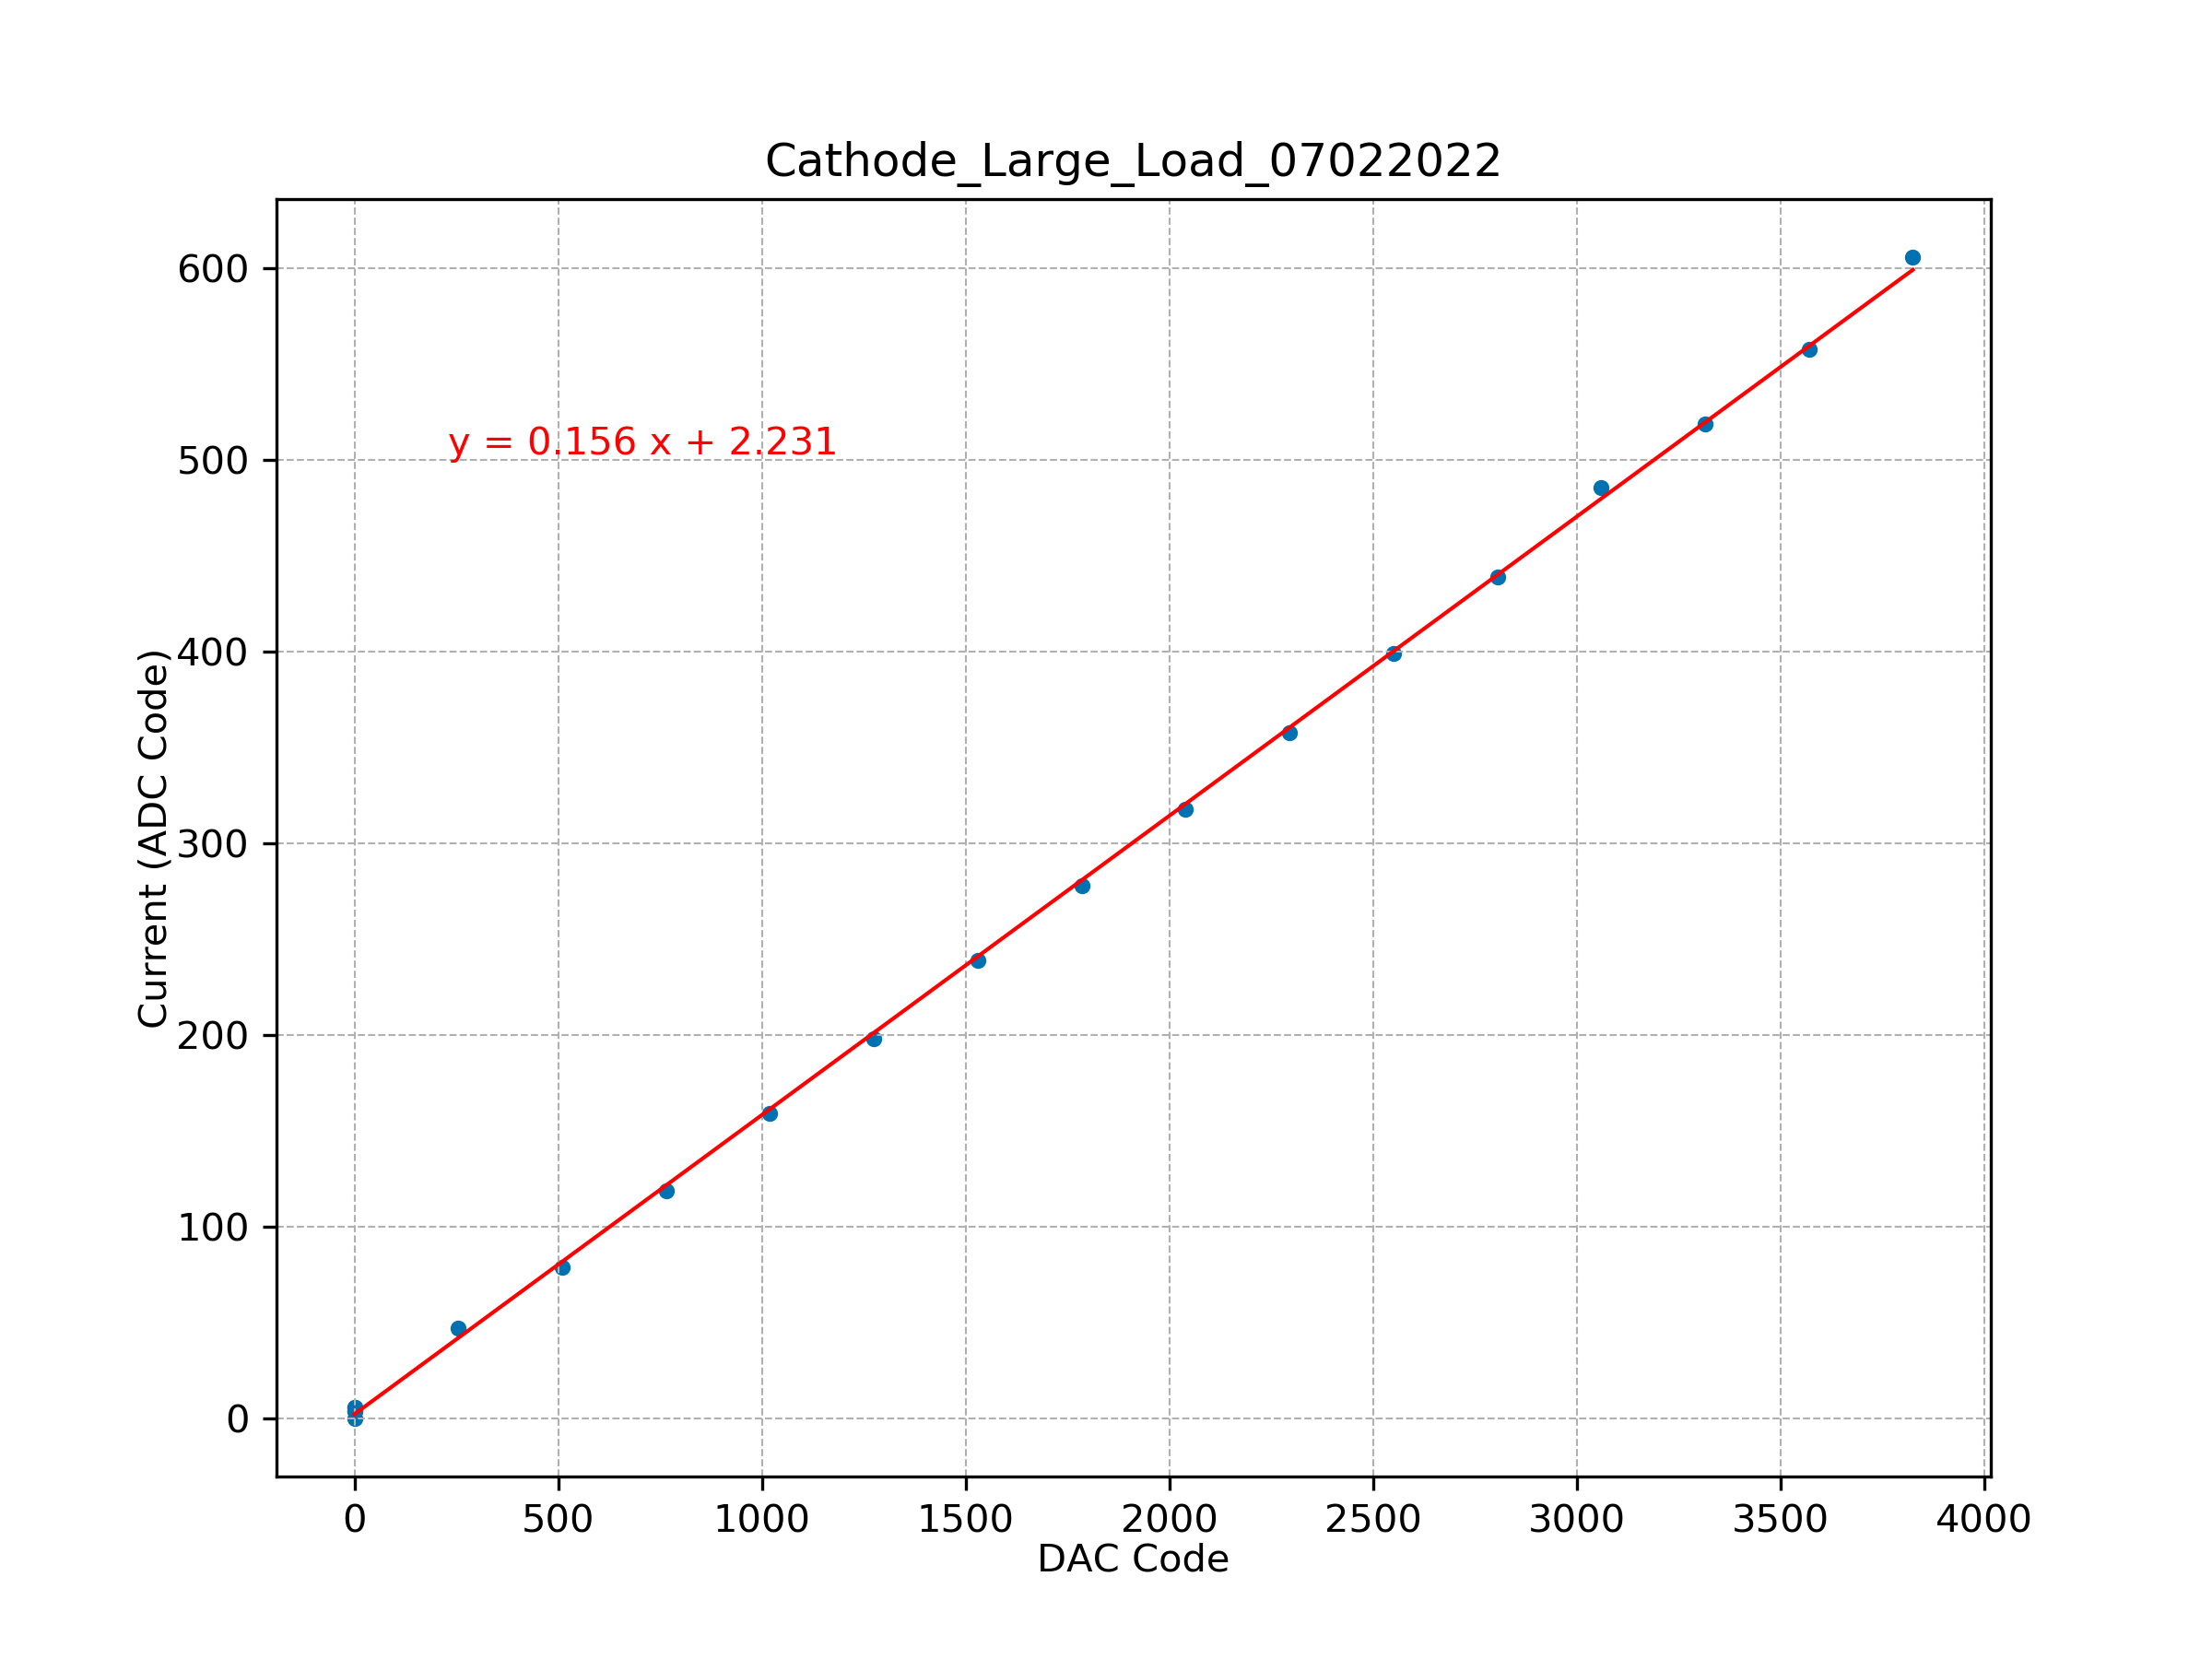 Cathode_Large_Load_07022022
600
500
400
300
200
100
0
Current (ADC Code)
y = 0.156 x + 2.231
0 500 1000 1500 2000 2500 3000 3500 4000
DAC Code